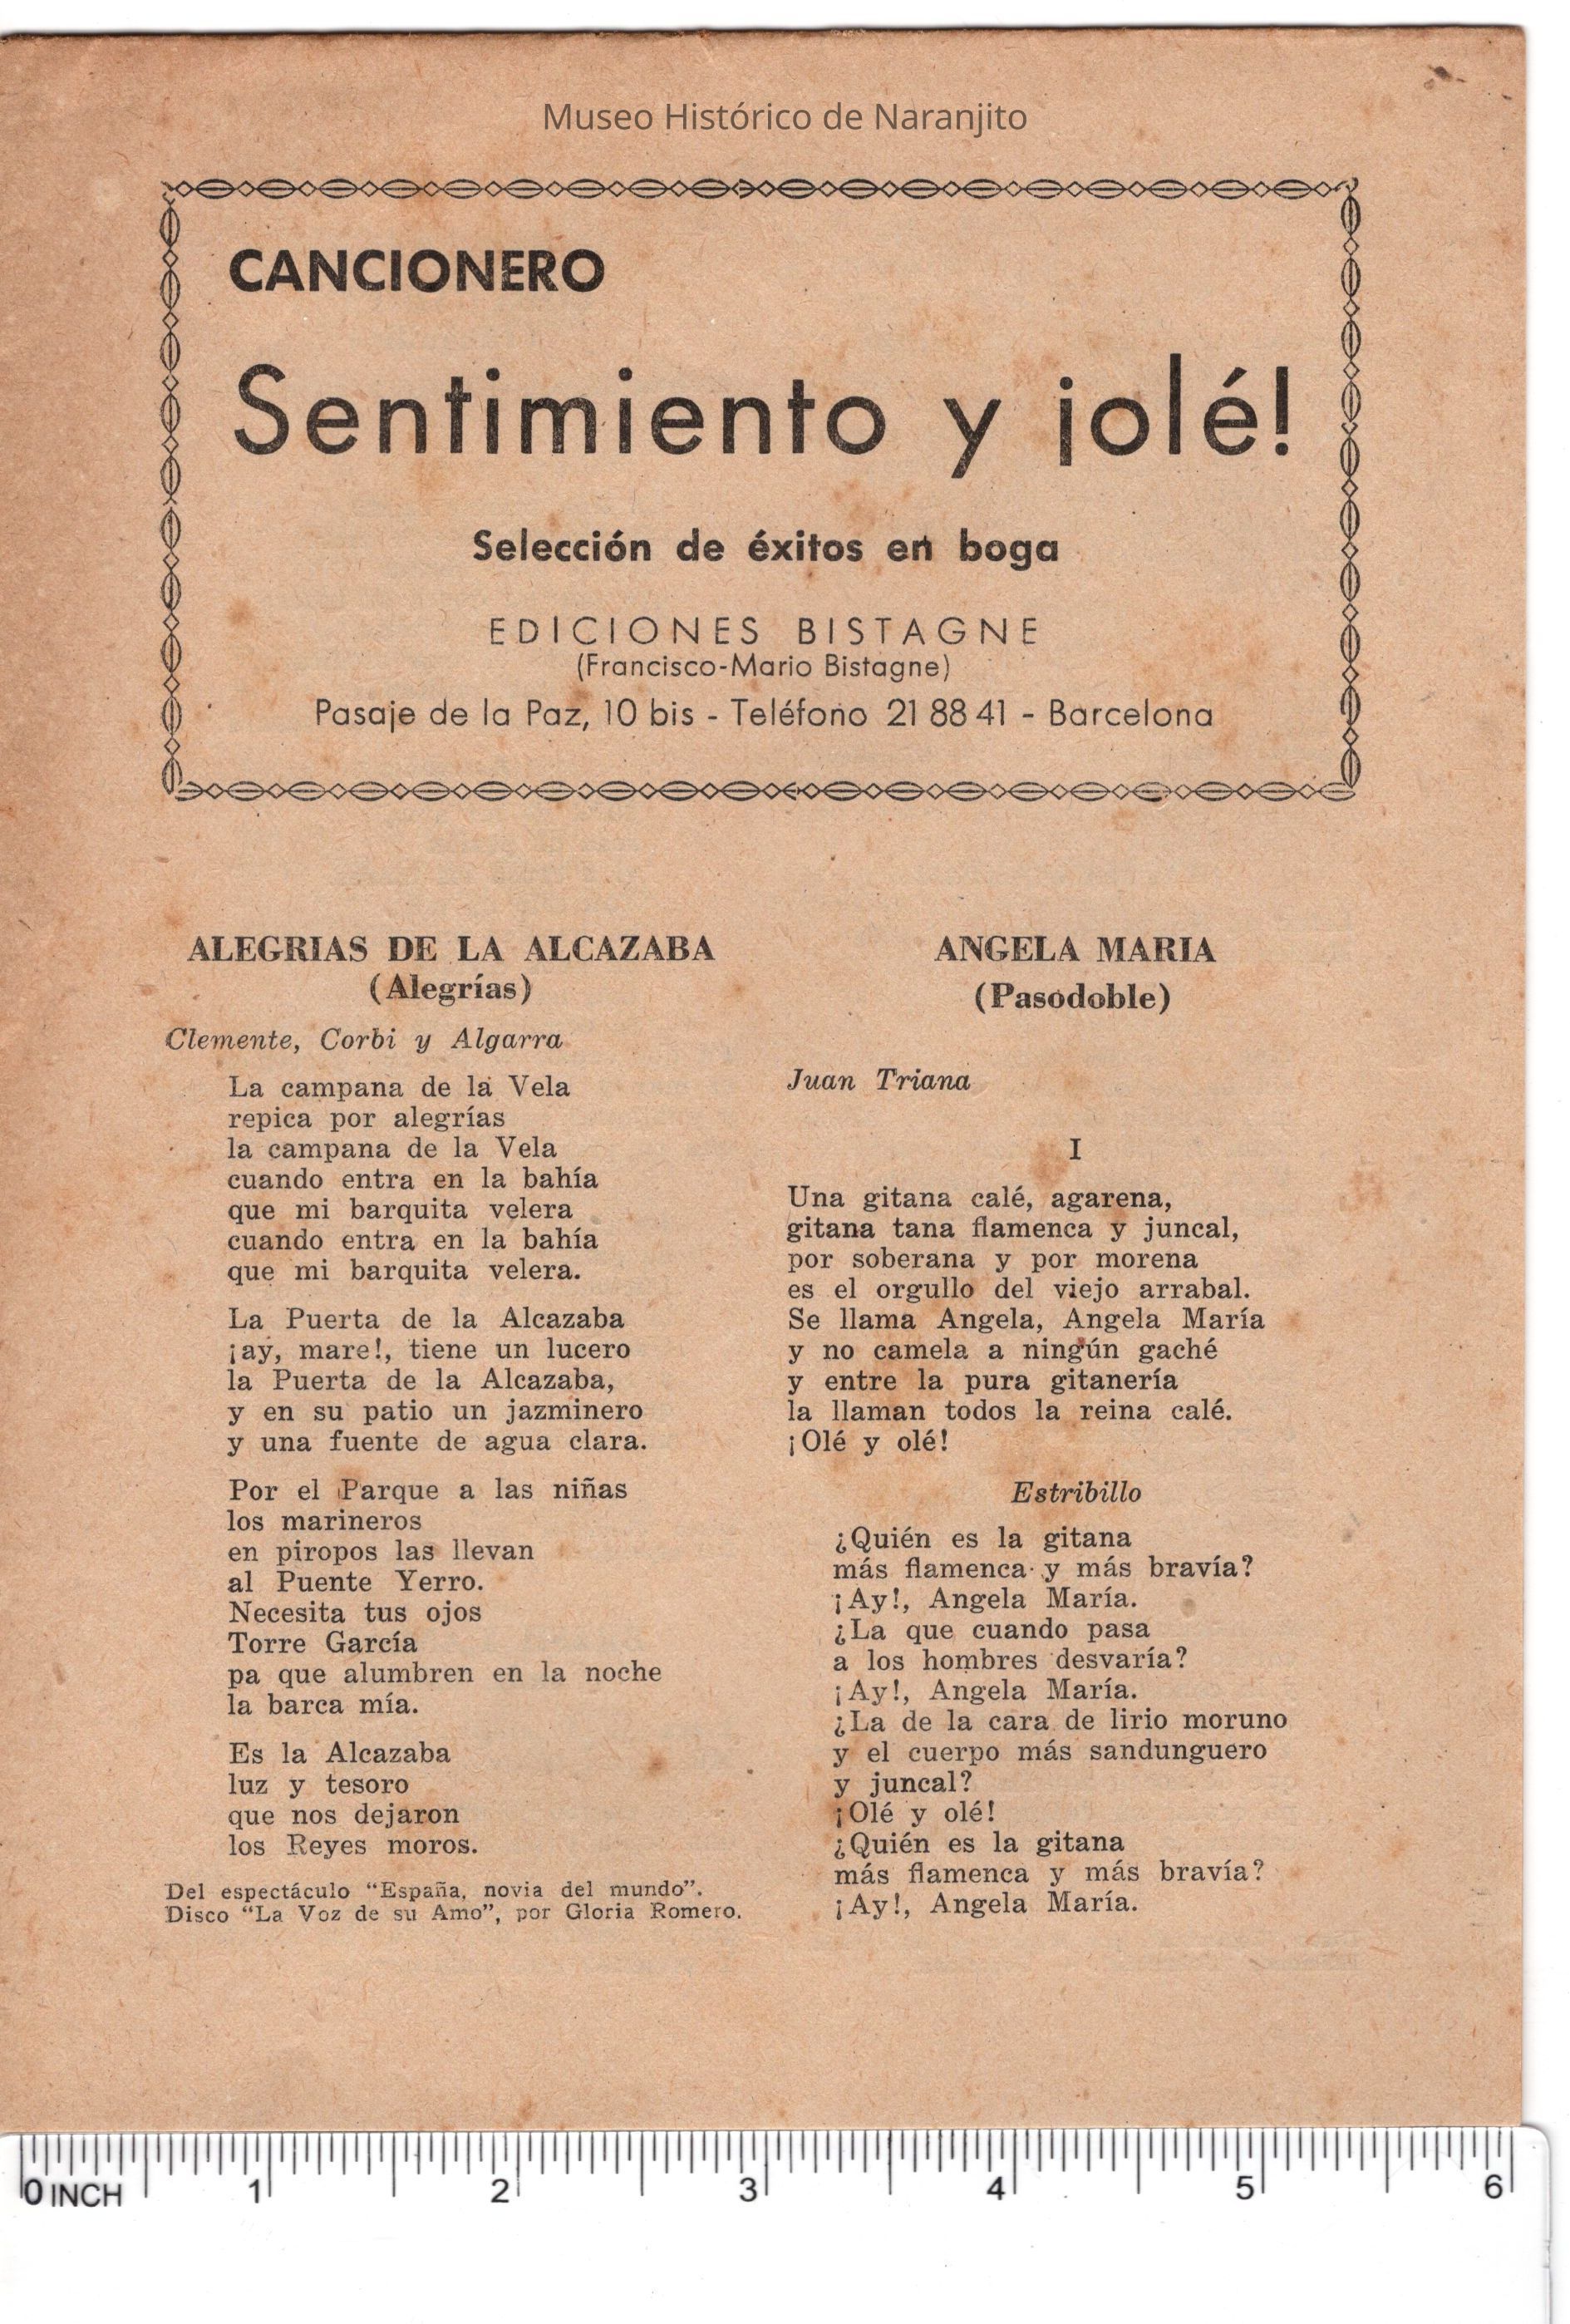 Museo Histórico de Naranjito
CANCIONERO
Sentimiento y ¡olé!
Selección de éxitos en boga
EDICIONES BISTAGNE
(Francisco-Mario Bistagne)
Pasaje de la Paz, 10 bis - Teléfono 21 88 41 - Barcelona
ALEGRIAS DE LA ALCAZABA
(Alegrías)
Clemente, Corbi y Algarra
La campana de la Vela
repica por alegrías
la campana de la Vela
cuando entra en la bahía
que mi barquita velera
cuando entra en la bahía
que mi barquita velera.
La Puerta de la Alcazaba
¡ay, mare!, tiene un lucero
la Puerta de la Alcazaba,
y en su patio un jazminero
y una fuente de agua clara.
Por el Parque a las niñas
los marineros
en piropos las llevan
al Puente Yerro.
Necesita tus ojos
Torre García
pa que alumbren en la noche
la barca mía.
Es la Alcazaba
luz y tesoro
que nos dejaron
los Reyes moros.
Del espectáculo "España, novia del mundo".
Disco "La Voz de su Amo", por Gloria Romero.
ANGELA MARIA
(Pasodoble)
Juan Triana
I
Una gitana calé, agarena,
gitana tana flamenca y juncal,
por soberana y por morena
es el orgullo del viejo arrabal.
Se llama Angela, Angela María
y no camela a ningún gaché
y entre la pura gitanería
la llaman todos la reina calé.
¡Olé y olé!
Estribillo
¿Quién es la gitana
más flamenca y más bravía?
¡Ay!, Angela María.
¿La que cuando pasa
a los hombres desvaría?
¡Ay!, Angela María.
¿La de la cara de lirio moruno
y el cuerpo más sandunguero
y juncal?
¡Olé y olé!
¿Quién es la gitana
más flamenca y más bravía?
¡Ay!, Angela María.
0 INCH 1 2 3 4 5 6